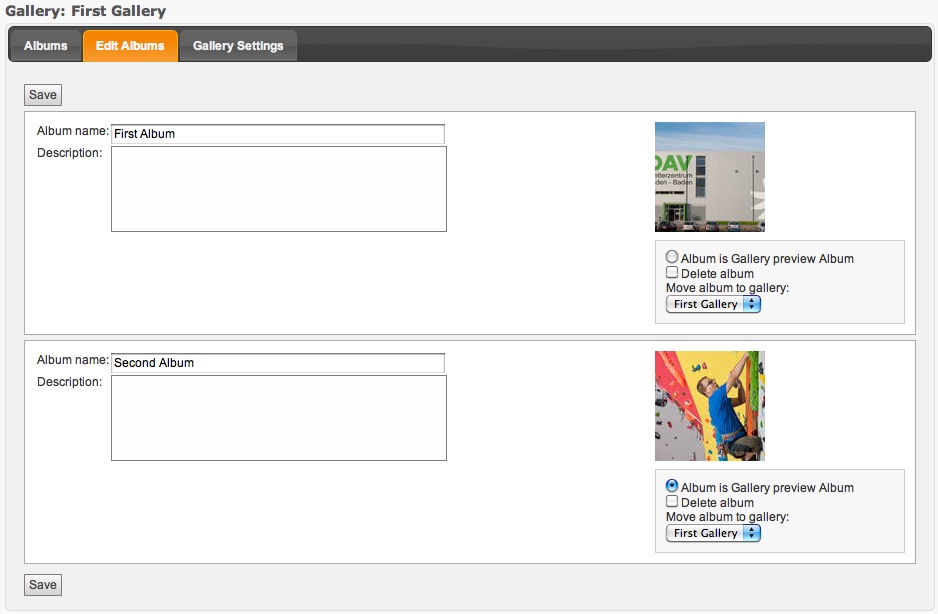 Gallery: First Gallery
Albums Edit Albums Gallery Settings
Save
Album name: First Album
Description:
DAV
etterzentrum
den - Baden
Album is Gallery preview Album
Delete album
Move album to gallery:
First Gallery
Album name: Second Album
Description:
Album is Gallery preview Album
Delete album
Move album to gallery:
First Gallery
Save